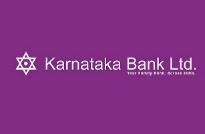 Karnataka Bank Ltd.
Your Family Bank. Across India.